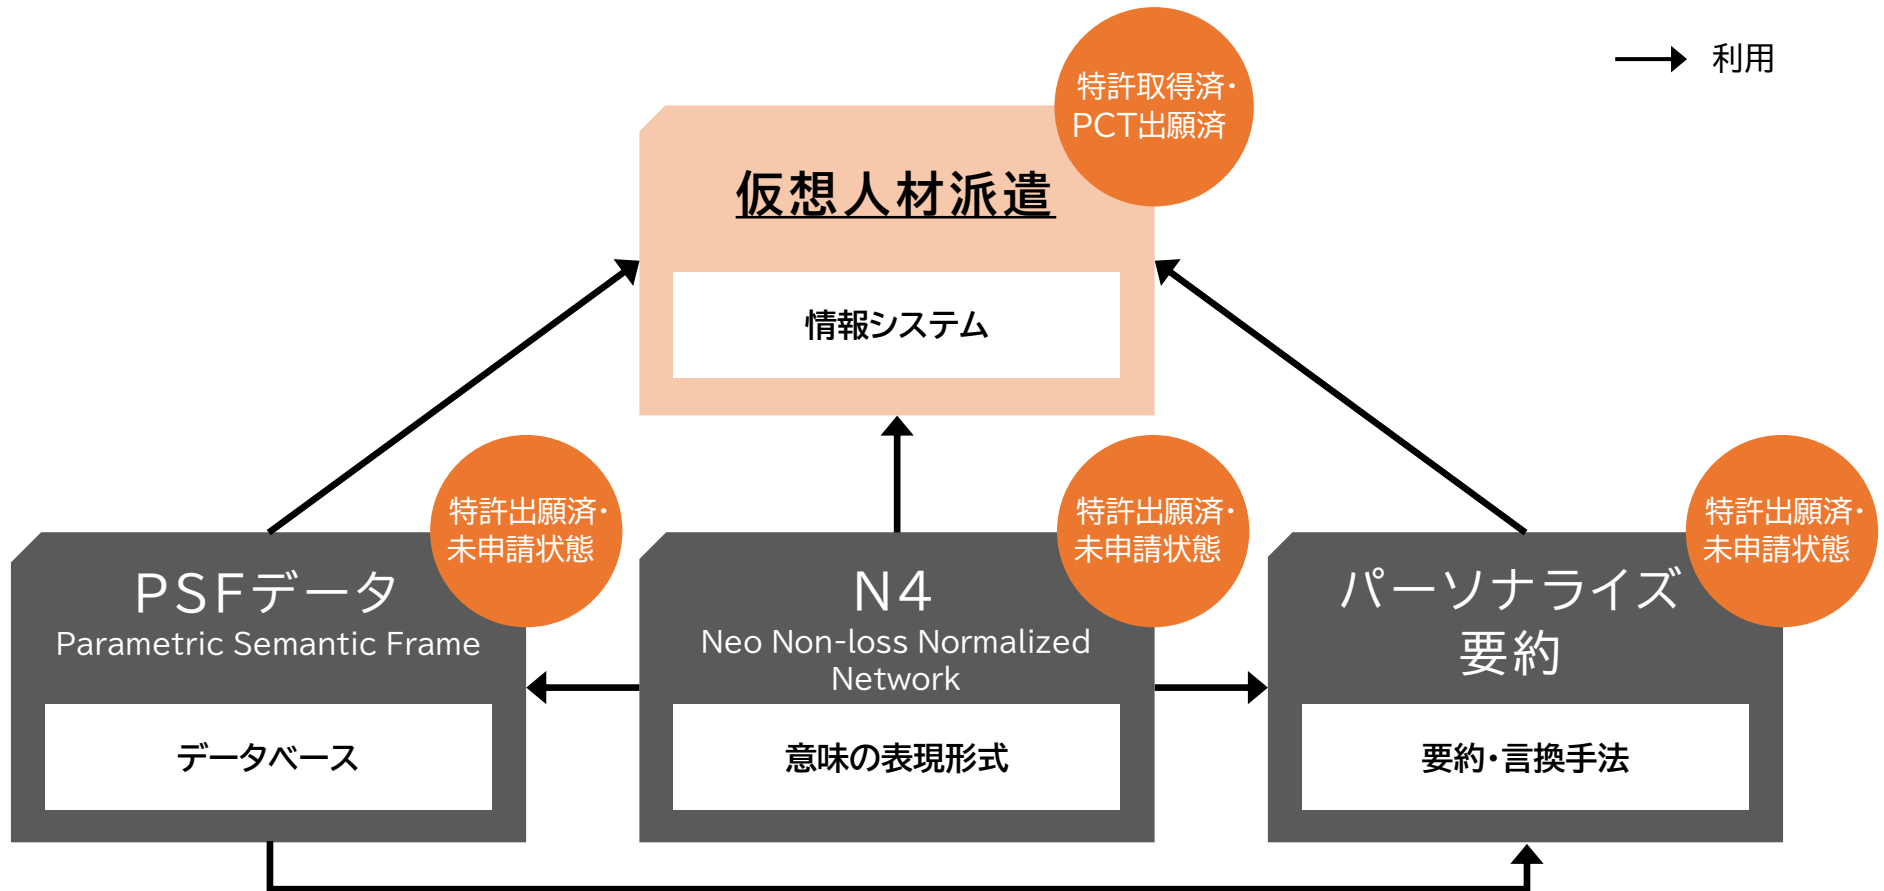 利用
特許取得済・
PCT出願済
仮想人材派遣
情報システム
特許出願済・
未申請状態
PSFデータ
Parametric Semantic Frame
データベース
特許出願済・
未申請状態
N4
Neo Non-loss Normalized
Network
意味の表現形式
特許出願済・
未申請状態
パーソナライズ
要約
要約・言換手法